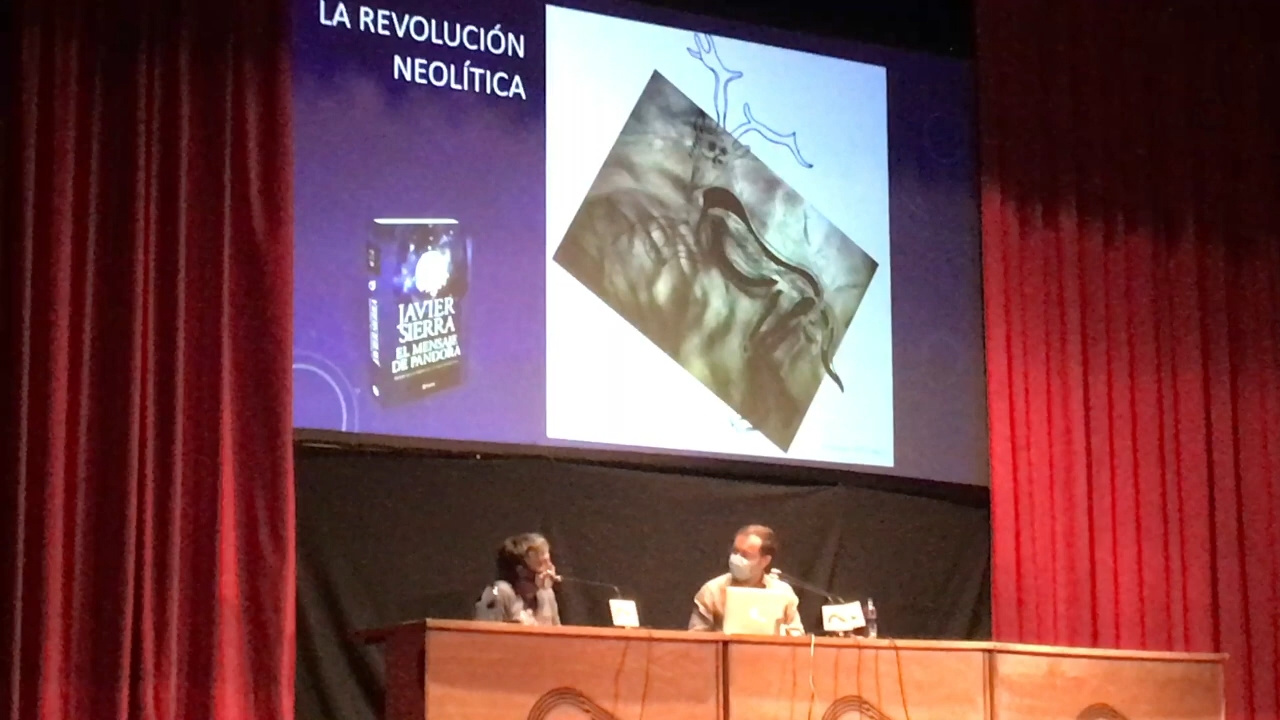 LA REVOLUCIÓN
NEOLÍTICA
JAVIER
SIERRA
EL MENSAJE
DE PANDORA